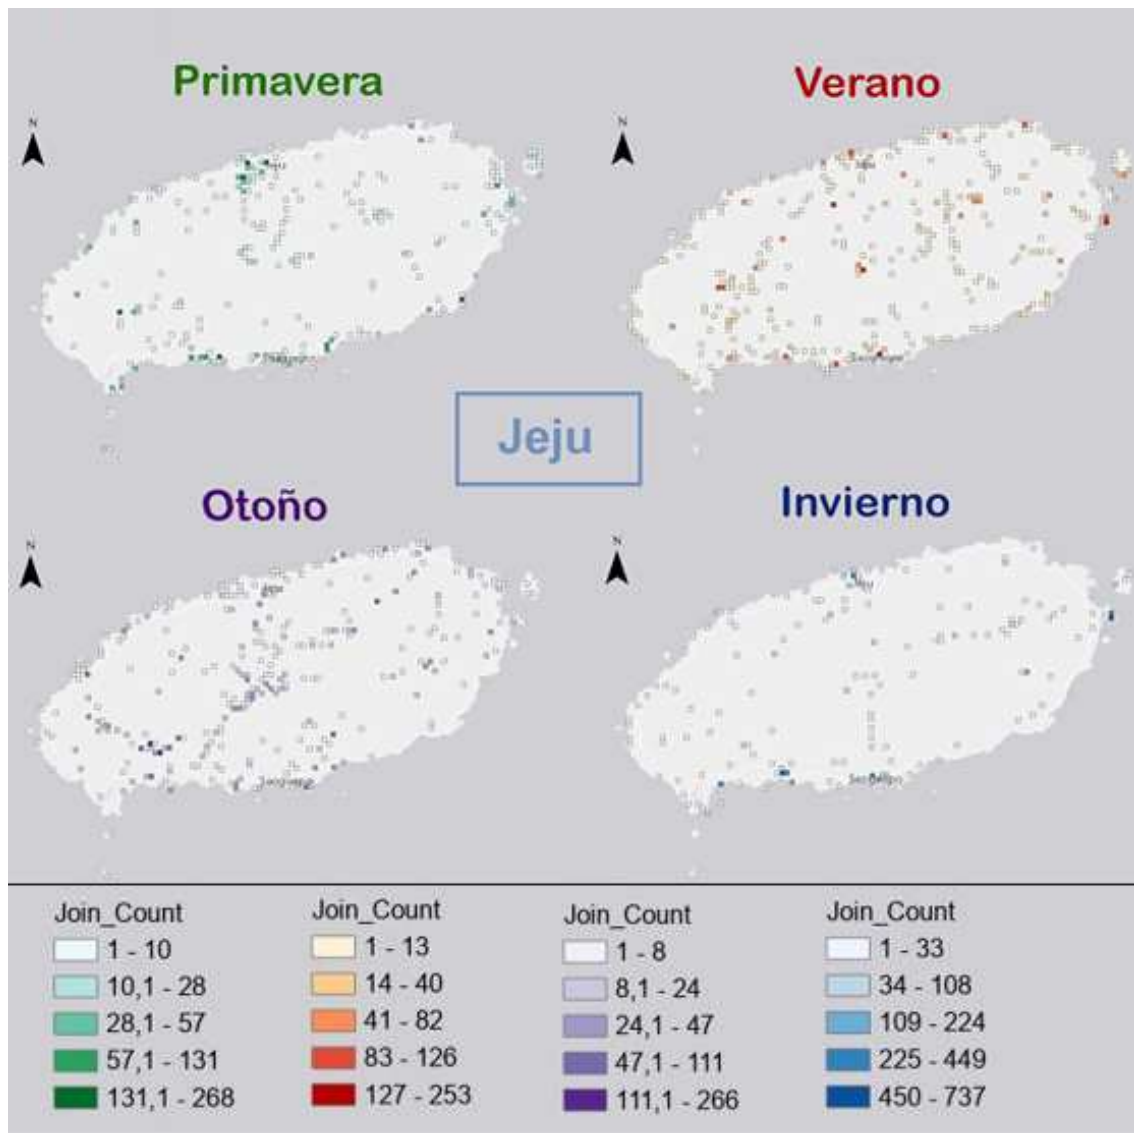 Primavera
Verano
N
N
Jeju
Otoño
Invierno
N
N
Seogwipo
Join_Count
1 - 10
10,1 - 28
28,1 - 57
57,1 - 131
131,1 - 268
Join_Count
1 - 13
14 - 40
41 - 82
83 - 126
127 - 253
Join_Count
1 - 8
8,1 - 24
24,1 - 47
47,1 - 111
111,1 - 266
Join_Count
1 - 33
34 - 108
109 - 224
225 - 449
450 - 737